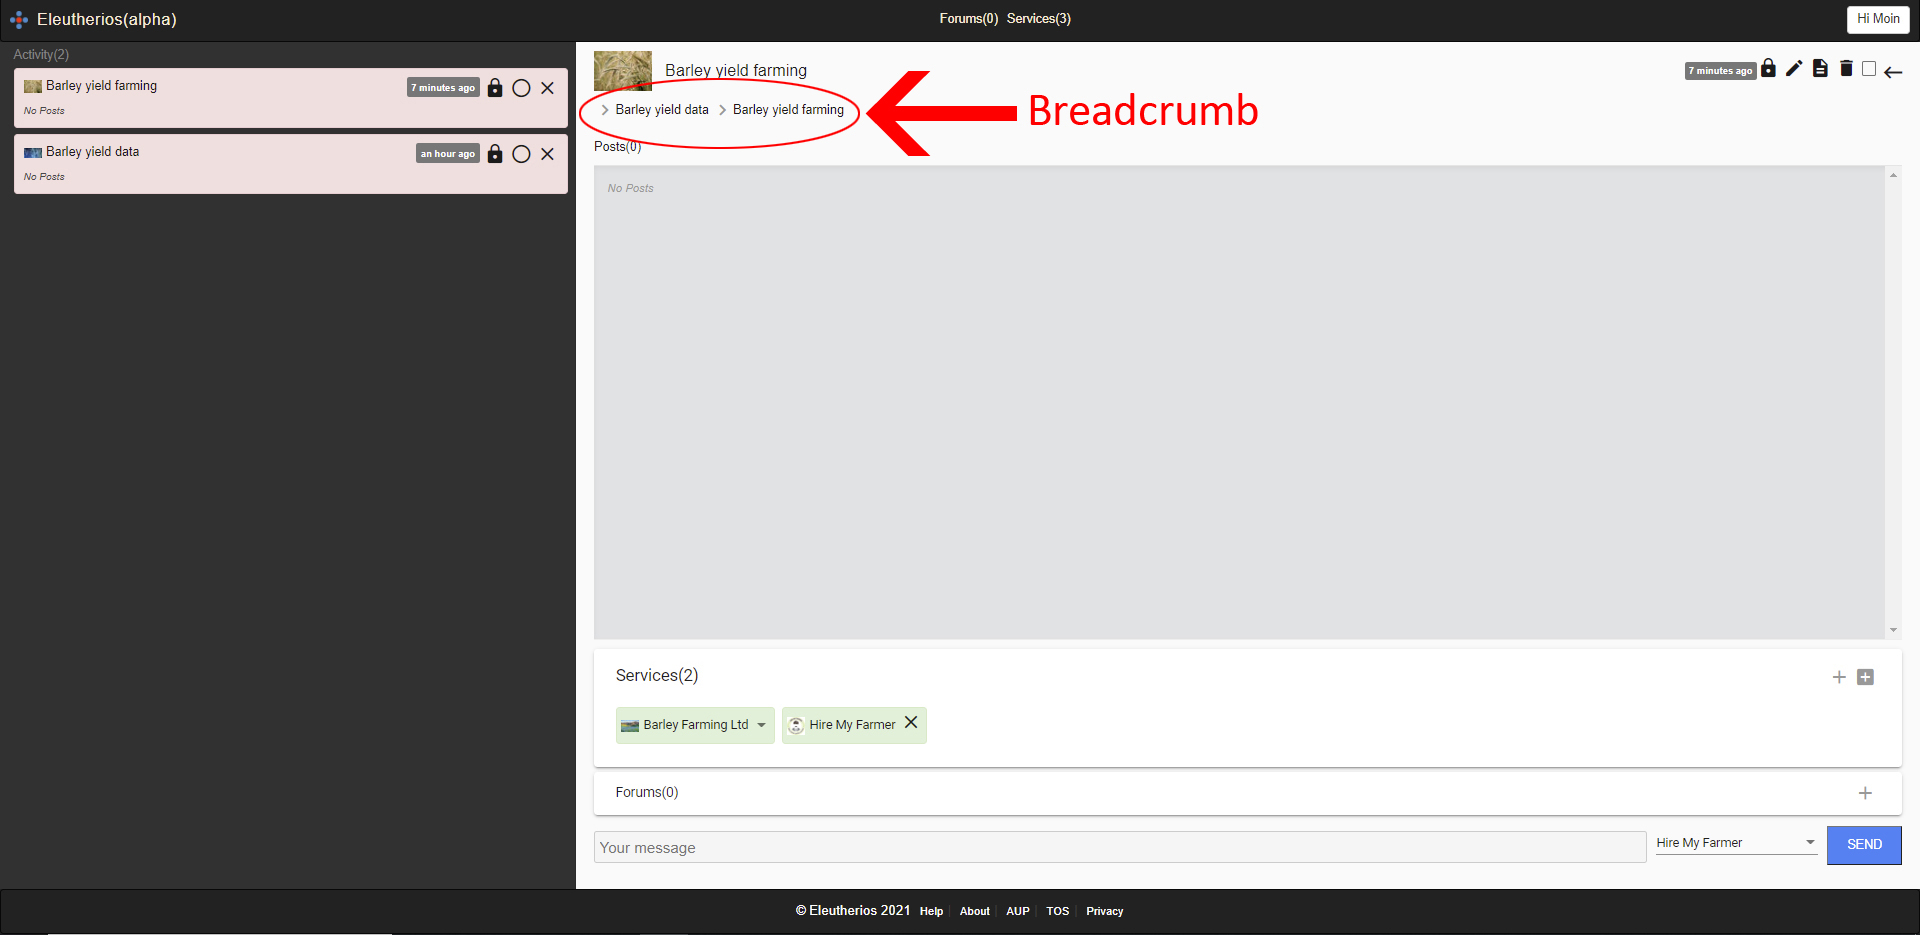 Eleutherios(alpha)
Forums(0) Services(3)
Hi Moin
Activity(2)
Barley yield farming
7 minutes ago
No Posts
Barley yield data
an hour ago
No Posts
Barley yield farming
7 minutes ago
Barley yield data Barley yield farming
Breadcrumb
Posts(0)
No Posts
Services(2)
Barley Farming Ltd
Hire My Farmer
Forums(0)
Your message
Hire My Farmer
SEND
© Eleutherios 2021 Help About AUP TOS Privacy